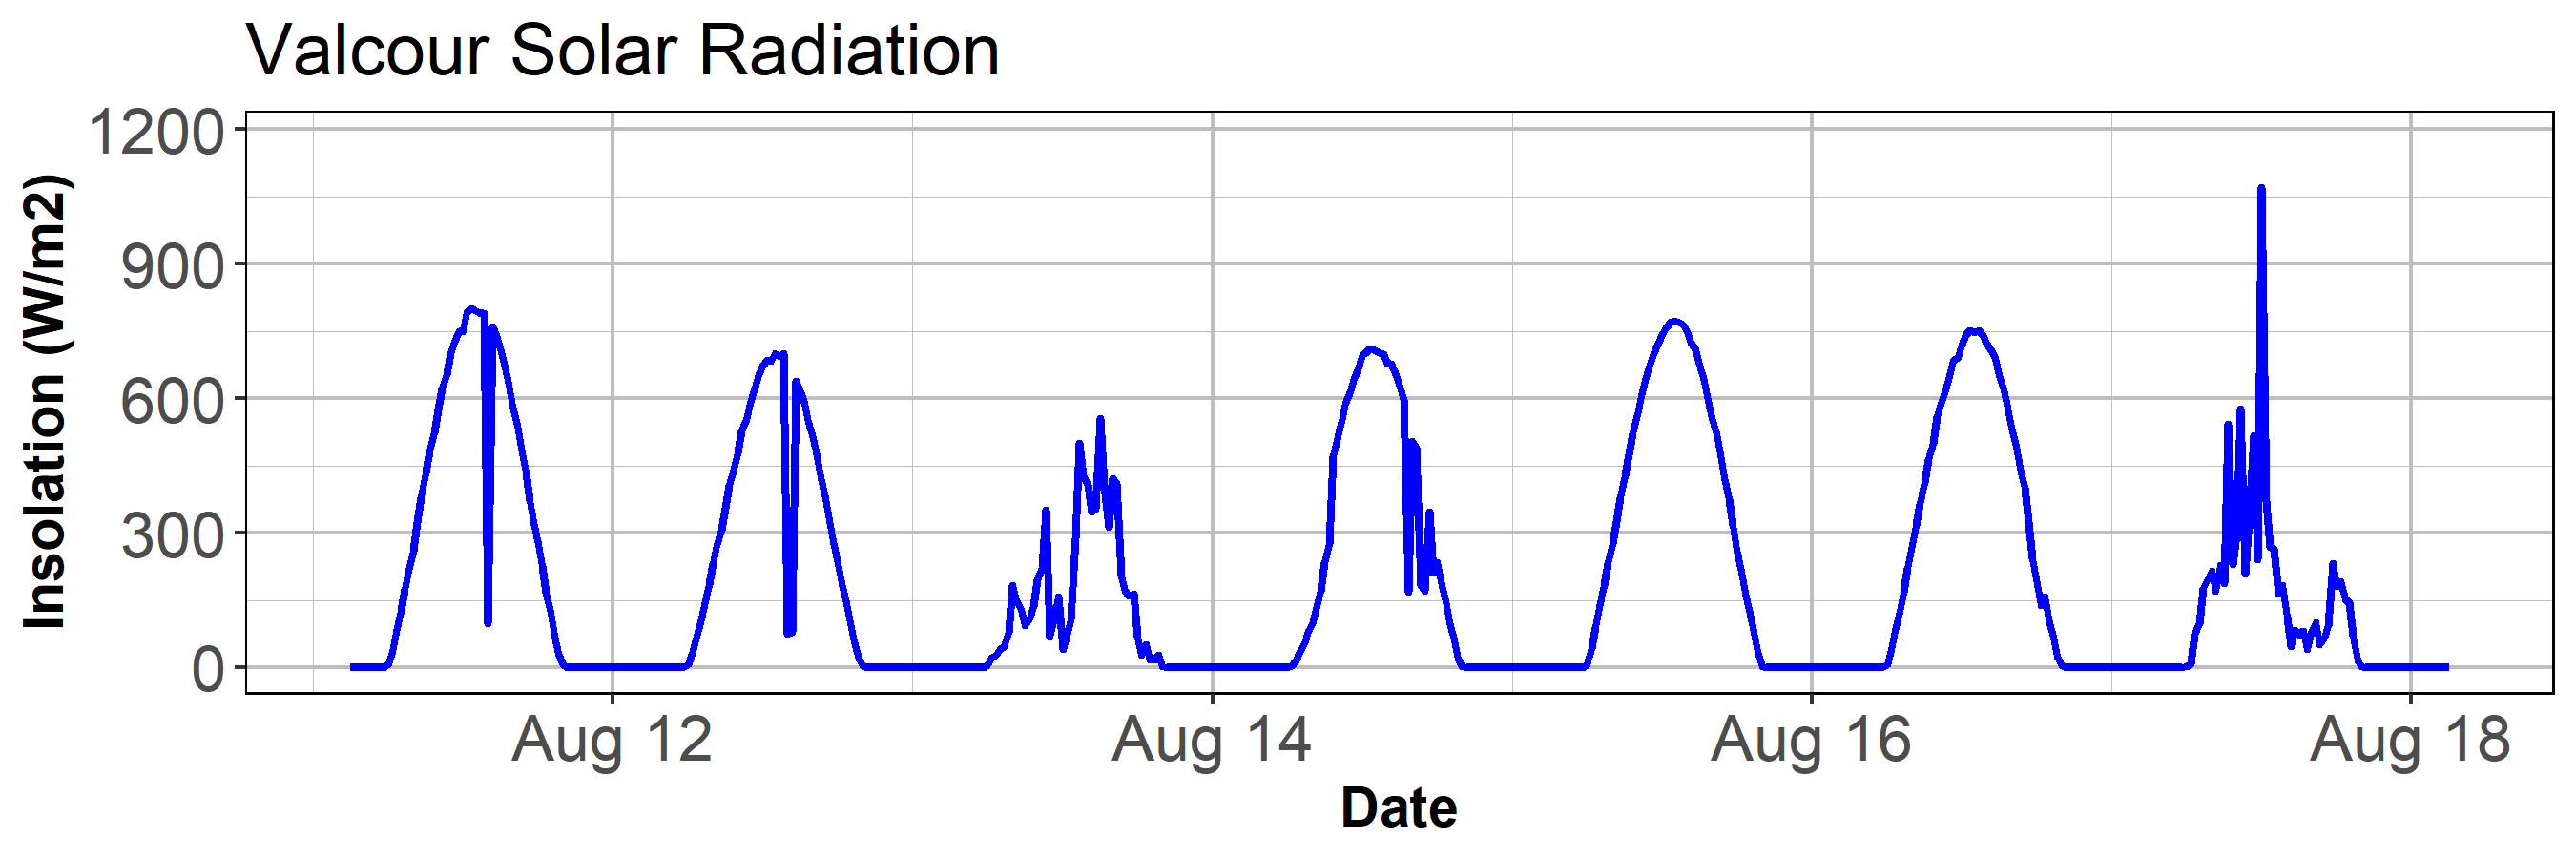 Valcour Solar Radiation
Insolation (W/m2)
1200
900
600
300
0
Aug 12
Aug 14
Aug 16
Aug 18
Date